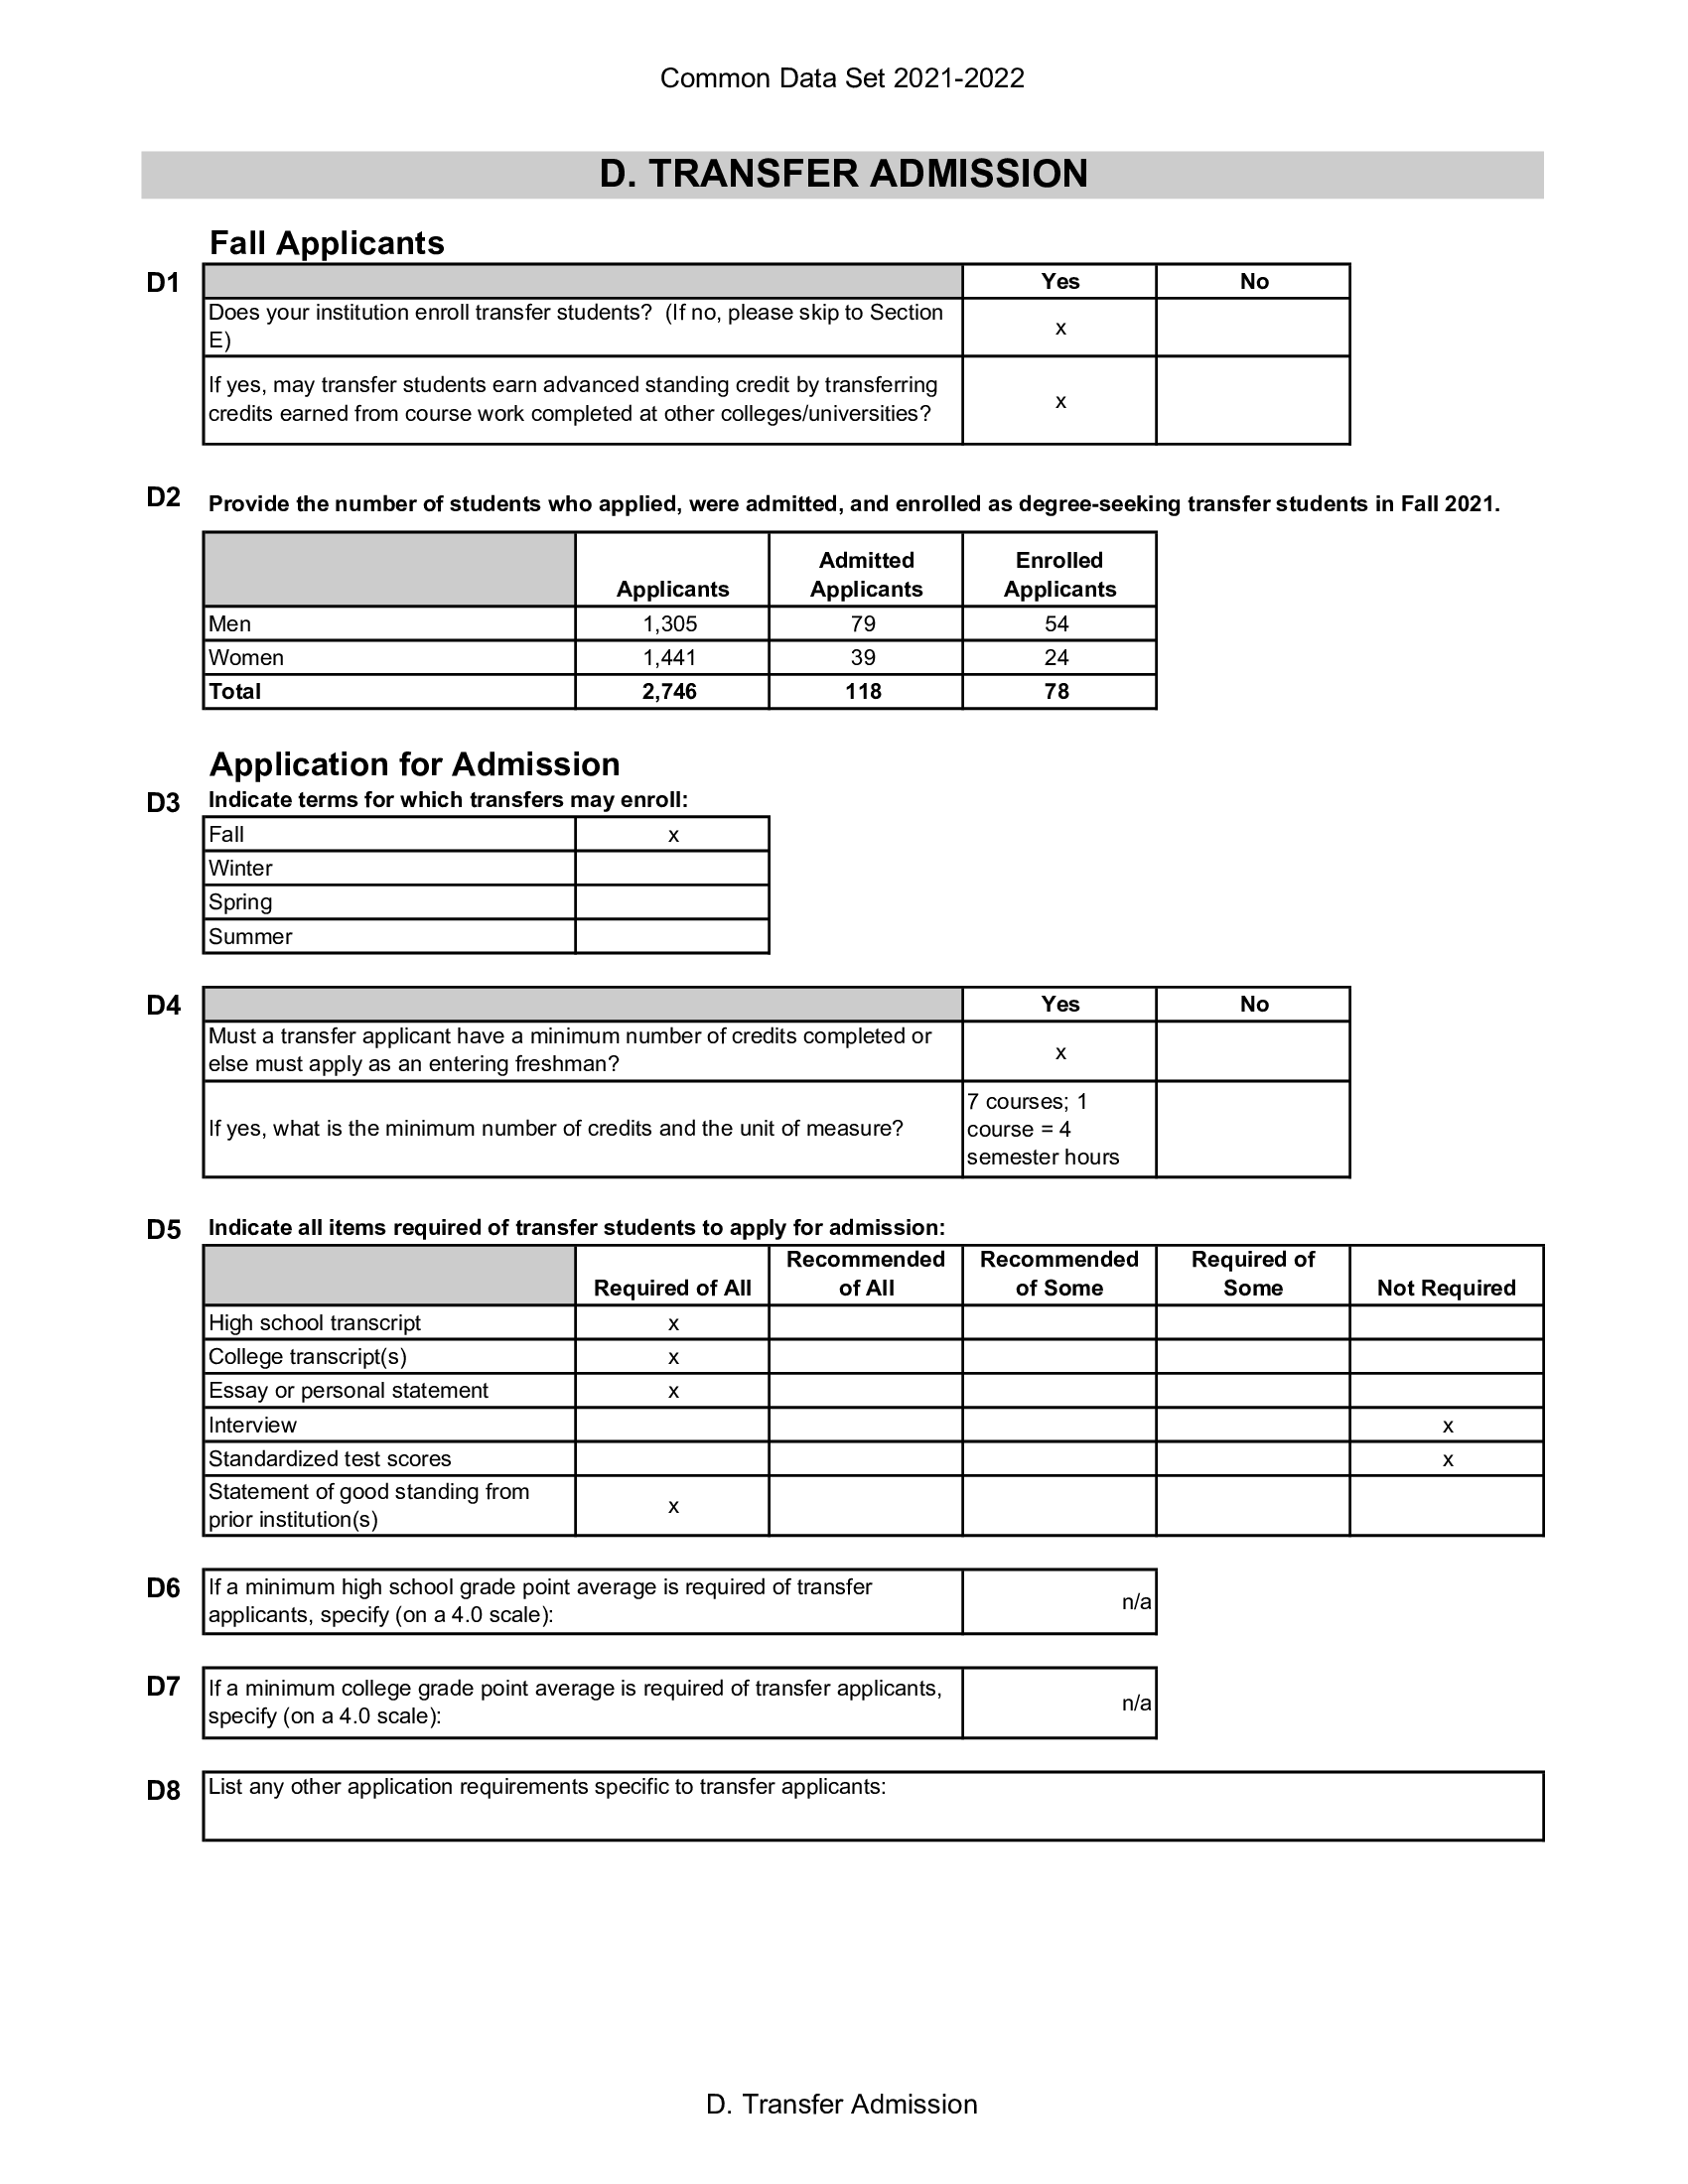 Common Data Set 2021-2022
D. TRANSFER ADMISSION
Fall Applicants
D1 Yes No
Does your institution enroll transfer students?  (If no, please skip to Section
E) x
If yes, may transfer students earn advanced standing credit by transferring
credits earned from course work completed at other colleges/universities? x
D2 Provide the number of students who applied, were admitted, and enrolled as degree-seeking transfer students in Fall 2021.
Applicants Admitted Applicants Enrolled Applicants
Men 1,305 79 54
Women 1,441 39 24
Total 2,746 118 78
Application for Admission
D3 Indicate terms for which transfers may enroll:
Fall x
Winter
Spring
Summer
D4 Yes No
Must a transfer applicant have a minimum number of credits completed or
else must apply as an entering freshman? x
If yes, what is the minimum number of credits and the unit of measure? 7 courses; 1
course = 4
semester hours
D5 Indicate all items required of transfer students to apply for admission:
Required of All Recommended of All Recommended of Some Required of Some Not Required
High school transcript x
College transcript(s) x
Essay or personal statement x
Interview x
Standardized test scores x
Statement of good standing from
prior institution(s) x
D6 If a minimum high school grade point average is required of transfer
applicants, specify (on a 4.0 scale): n/a
D7 If a minimum college grade point average is required of transfer applicants,
specify (on a 4.0 scale): n/a
D8 List any other application requirements specific to transfer applicants:
D. Transfer Admission